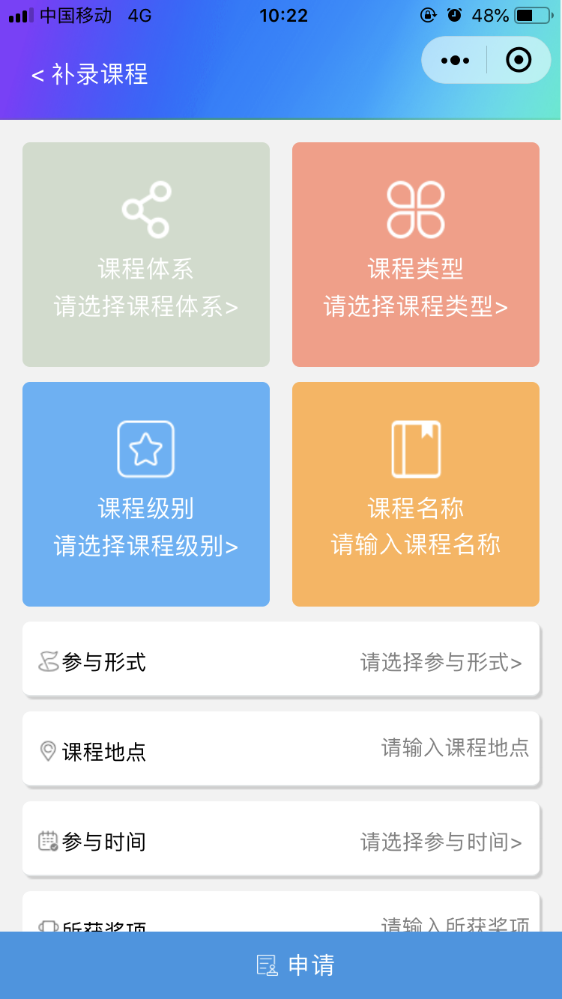 中国移动 4G 10:22 48%
< 补录课程
课程体系
请选择课程体系>
课程类型
请选择课程类型>
课程级别
请选择课程级别>
课程名称
请输入课程名称
参与形式 请选择参与形式>
课程地点 请输入课程地点
参与时间 请选择参与时间>
所获奖项 请输入所获奖项
申请